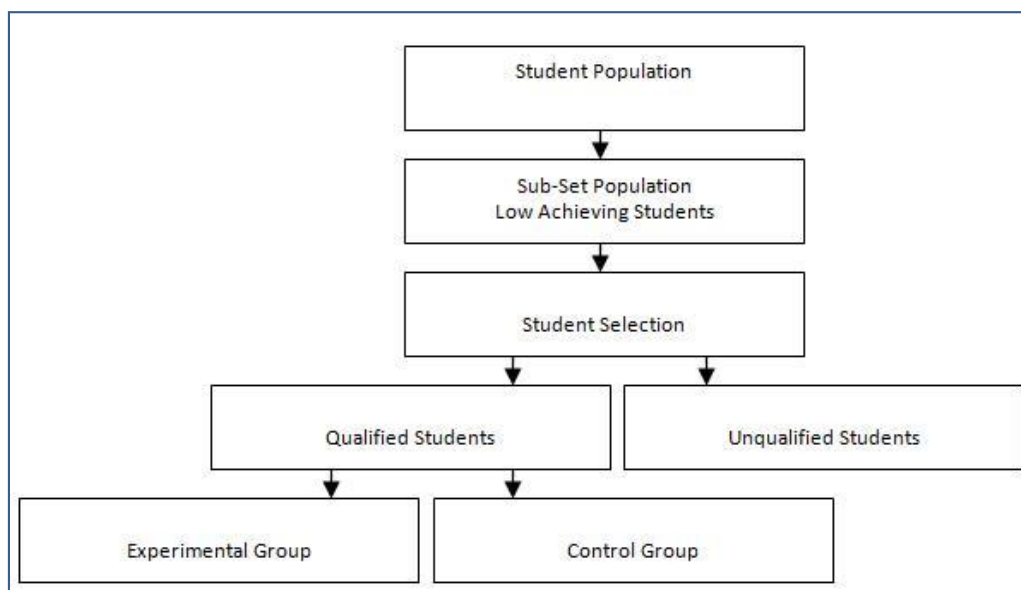 Student Population
Sub-Set Population
Low Achieving Students
Student Selection
Qualified Students
Unqualified Students
Experimental Group
Control Group